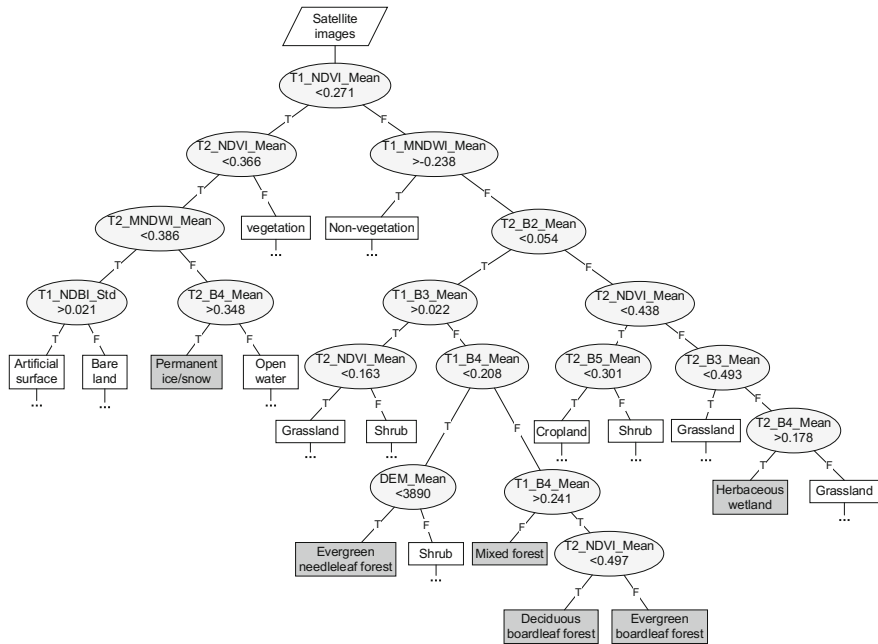 Satellite
images
T1_NDVI_Mean
<0.271
T
F
T2_NDVI_Mean
<0.366
T1_MNDWI_Mean
>-0.238
T
F
T
F
T2_MNDWI_Mean
<0.386
vegetation
...
Non-vegetation
...
T2_B2_Mean
<0.054
T
F
T
F
T1_NDBI_Std
>0.021
T2_B4_Mean
>0.348
T1_B3_Mean
>0.022
T2_NDVI_Mean
<0.438
T
F
T
F
T
F
T
F
Artificial
surface
...
Bare
land
...
Permanent
ice/snow
Open
water
...
T2_NDVI_Mean
<0.163
T1_B4_Mean
<0.208
T2_B5_Mean
<0.301
T2_B3_Mean
<0.493
T
F
T
F
T
F
T
F
Grassland
...
Shrub
...
Cropland
...
Shrub
...
Grassland
...
T2_B4_Mean
>0.178
T
F
DEM_Mean
<3890
T1_B4_Mean
>0.241
Herbaceous
wetland
Grassland
...
T
F
F
T
Evergreen
needleleaf forest
Shrub
...
Mixed forest
T2_NDVI_Mean
<0.497
T
F
Deciduous
boardleaf forest
Evergreen
boardleaf forest